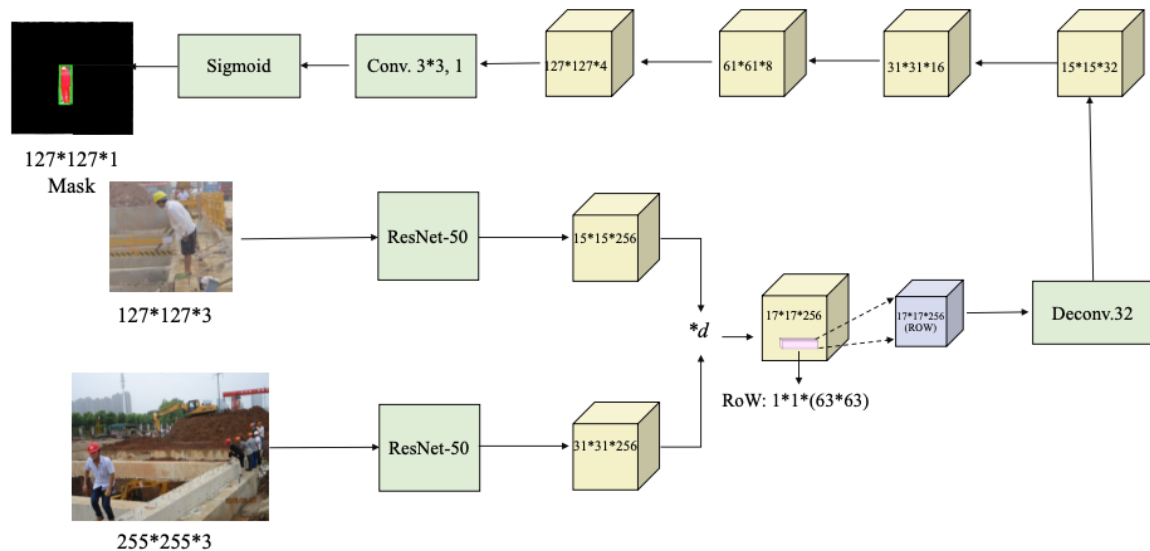 Sigmoid
Conv. 3*3, 1
127*127*4
61*61*8
31*31*16
15*15*32
127*127*1
Mask
ResNet-50
15*15*256
127*127*3
*d
17*17*256
17*17*256
(ROW)
Deconv.32
RoW: 1*1*(63*63)
ResNet-50
31*31*256
255*255*3